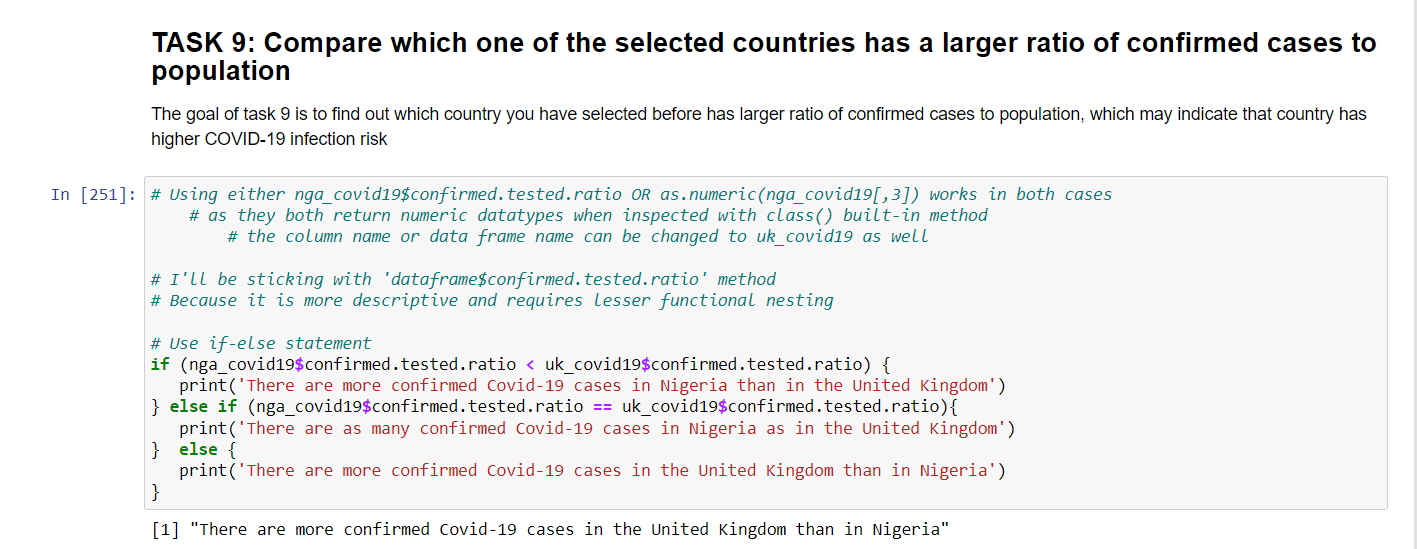 TASK 9: Compare which one of the selected countries has a larger ratio of confirmed cases to
population
The goal of task 9 is to find out which country you have selected before has larger ratio of confirmed cases to population, which may indicate that country has
higher COVID-19 infection risk
In [251]: # Using either nga_covid19$confirmed.tested.ratio OR as.numeric(nga_covid19[,3]) works in both cases
# as they both return numeric datatypes when inspected with class() built-in method
# the column name or data frame name can be changed to uk_covid19 as well
# I'll be sticking with 'dataframe$confirmed.tested.ratio' method
# Because it is more descriptive and requires lesser functional nesting
# Use if-else statement
if (nga_covid19$confirmed.tested.ratio < uk_covid19$confirmed.tested.ratio) {
print('There are more confirmed Covid-19 cases in Nigeria than in the United Kingdom')
} else if (nga_covid19$confirmed.tested.ratio == uk_covid19$confirmed.tested.ratio){
print('There are as many confirmed Covid-19 cases in Nigeria as in the United Kingdom')
} else {
print('There are more confirmed Covid-19 cases in the United Kingdom than in Nigeria')
}
[1] "There are more confirmed Covid-19 cases in the United Kingdom than in Nigeria"